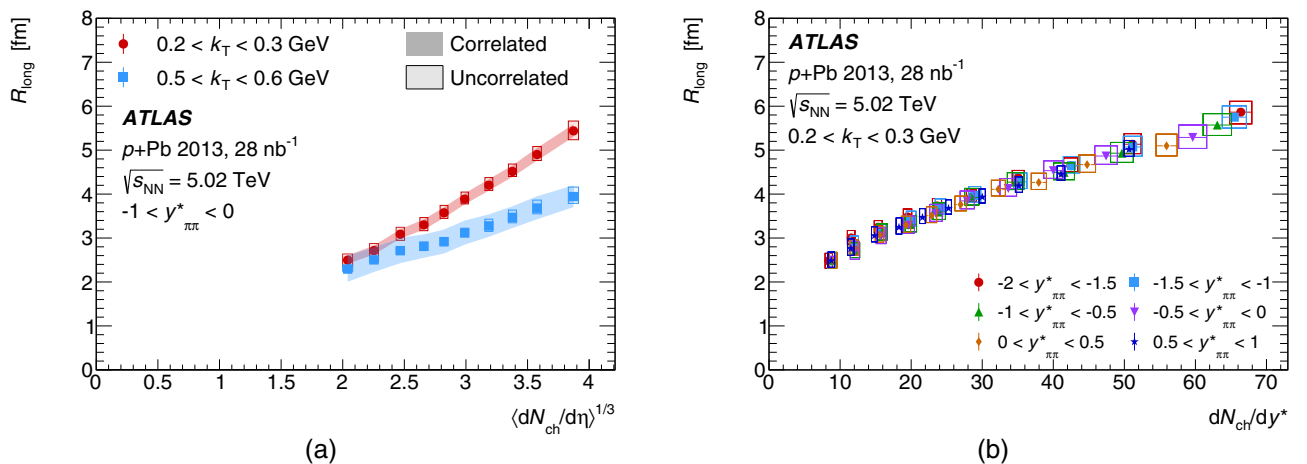 R_long [fm]
8
7
6
5
4
3
2
1
0
0.2 < k_T < 0.3 GeV
0.5 < k_T < 0.6 GeV
Correlated
Uncorrelated
ATLAS
p+Pb 2013, 28 nb⁻¹
√s_NN = 5.02 TeV
-1 < y*_ππ < 0
0 0.5 1 1.5 2 2.5 3 3.5 4
⟨dN_ch/dη⟩^1/3
(a)
R_long [fm]
8
7
6
5
4
3
2
1
0
ATLAS
p+Pb 2013, 28 nb⁻¹
√s_NN = 5.02 TeV
0.2 < k_T < 0.3 GeV
-2 < y*_ππ < -1.5 -1.5 < y*_ππ < -1
-1 < y*_ππ < -0.5 -0.5 < y*_ππ < 0
0 < y*_ππ < 0.5 0.5 < y*_ππ < 1
0 10 20 30 40 50 60 70
dN_ch/dy*
(b)